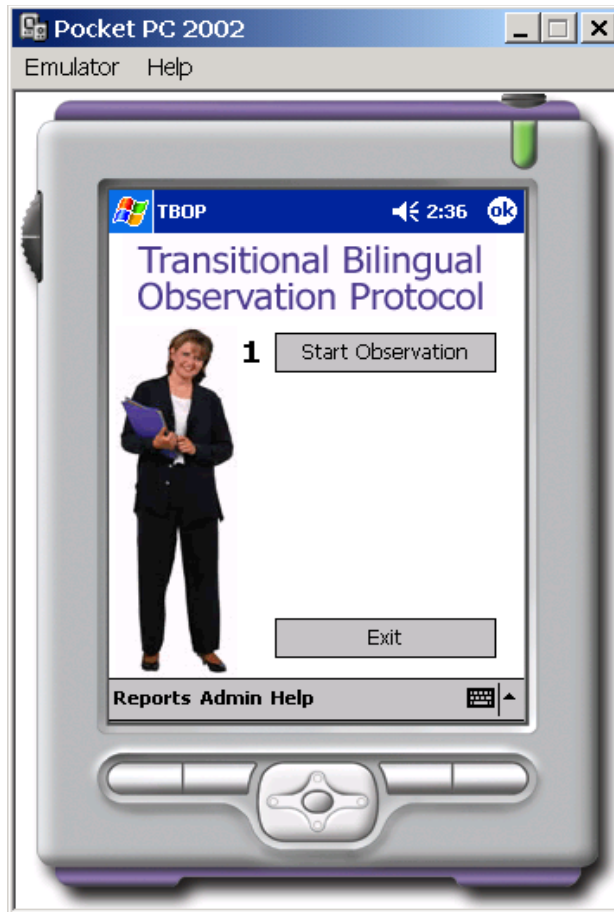 Pocket PC 2002
Emulator Help
TBOP 2:36 ok
Transitional Bilingual
Observation Protocol
1 Start Observation
Exit
Reports Admin Help